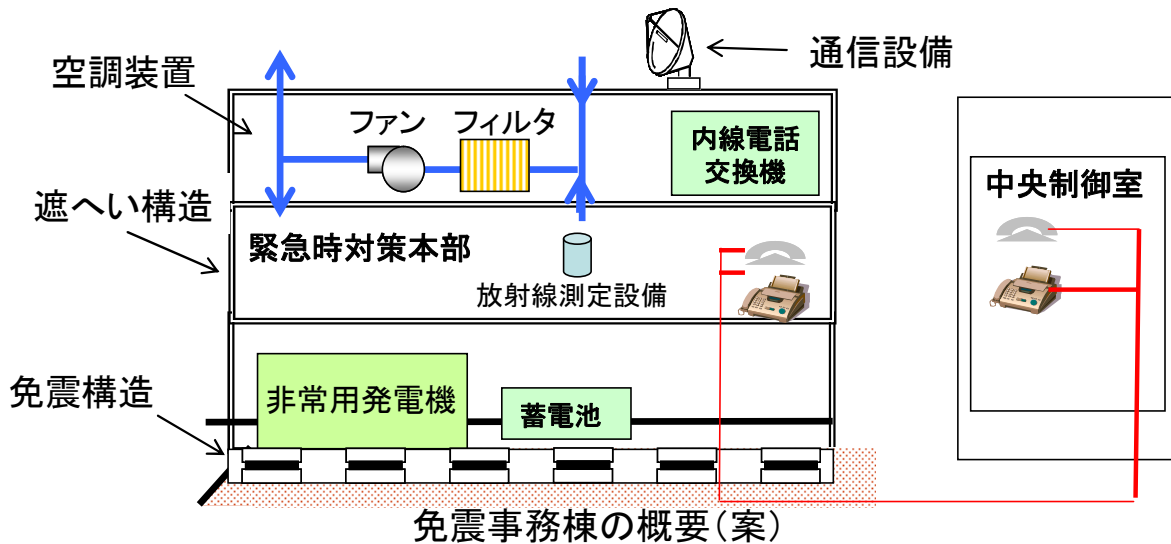 通信設備
空調装置
ファン
フィルタ
内線電話
交換機
中央制御室
遮へい構造
緊急時対策本部
放射線測定設備
免震構造
非常用発電機
蓄電池
免震事務棟の概要(案)